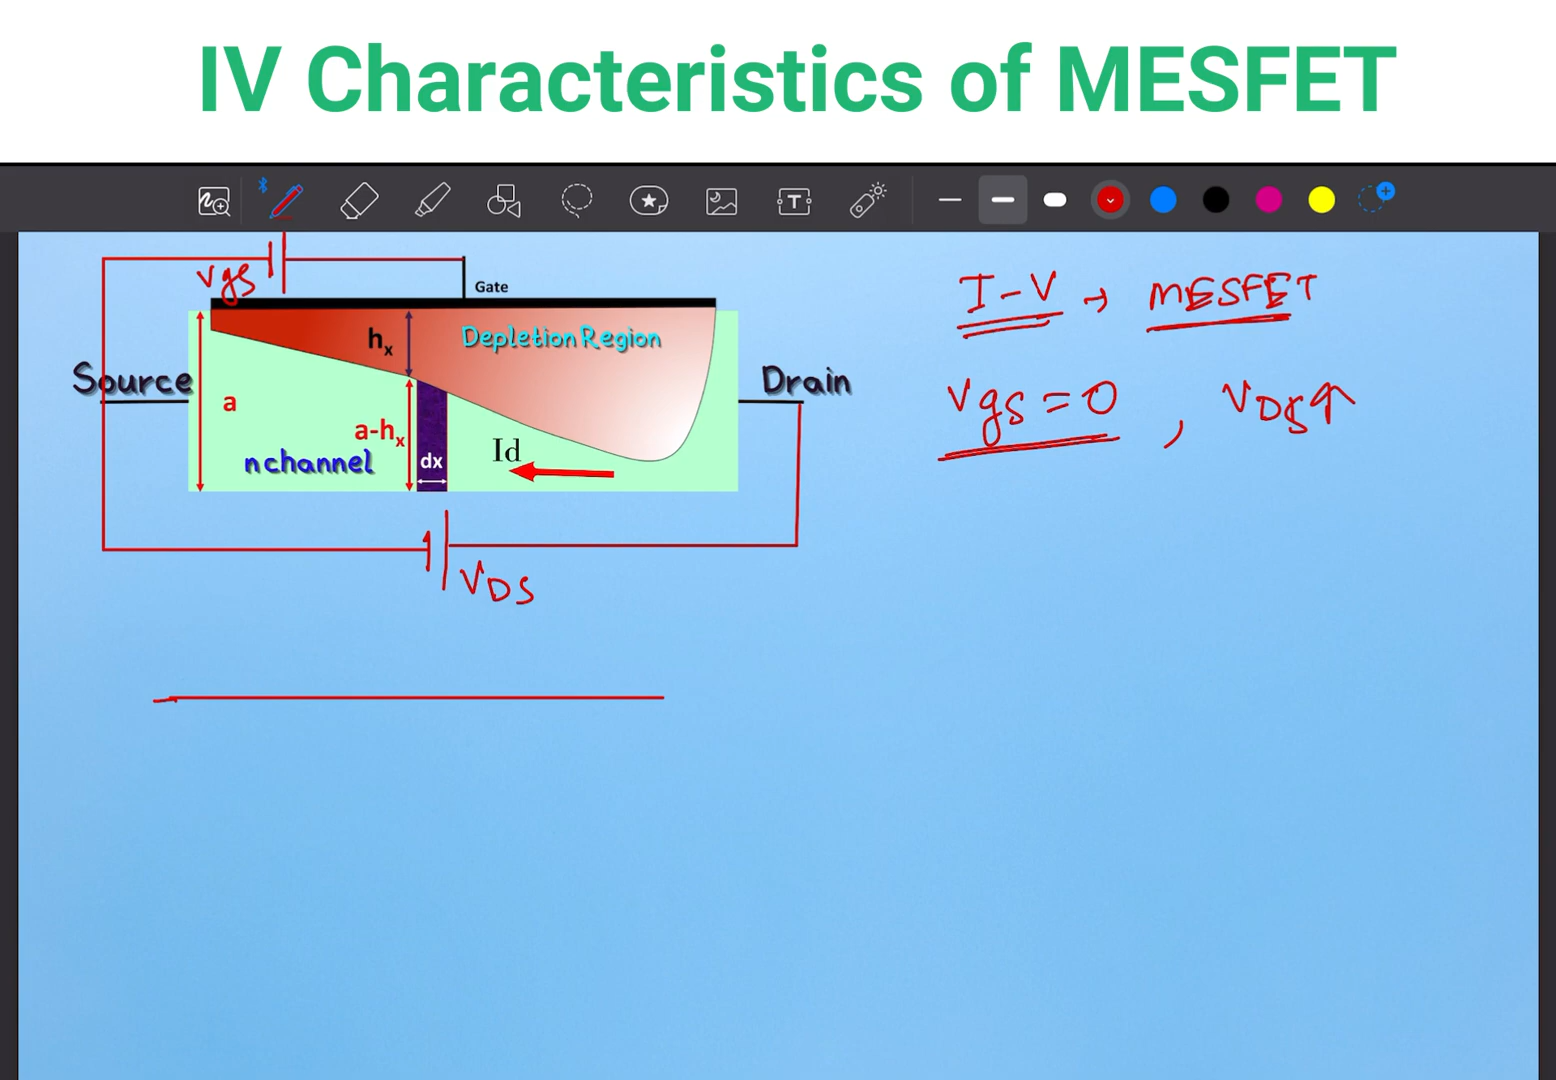 IV Characteristics of MESFET
T
vgs
Gate
I-V → MESFET
hx
Depletion Region
Source
Drain
a
vgs = 0 , VDS↑
a-hx
n channel
dx
Id
VDS